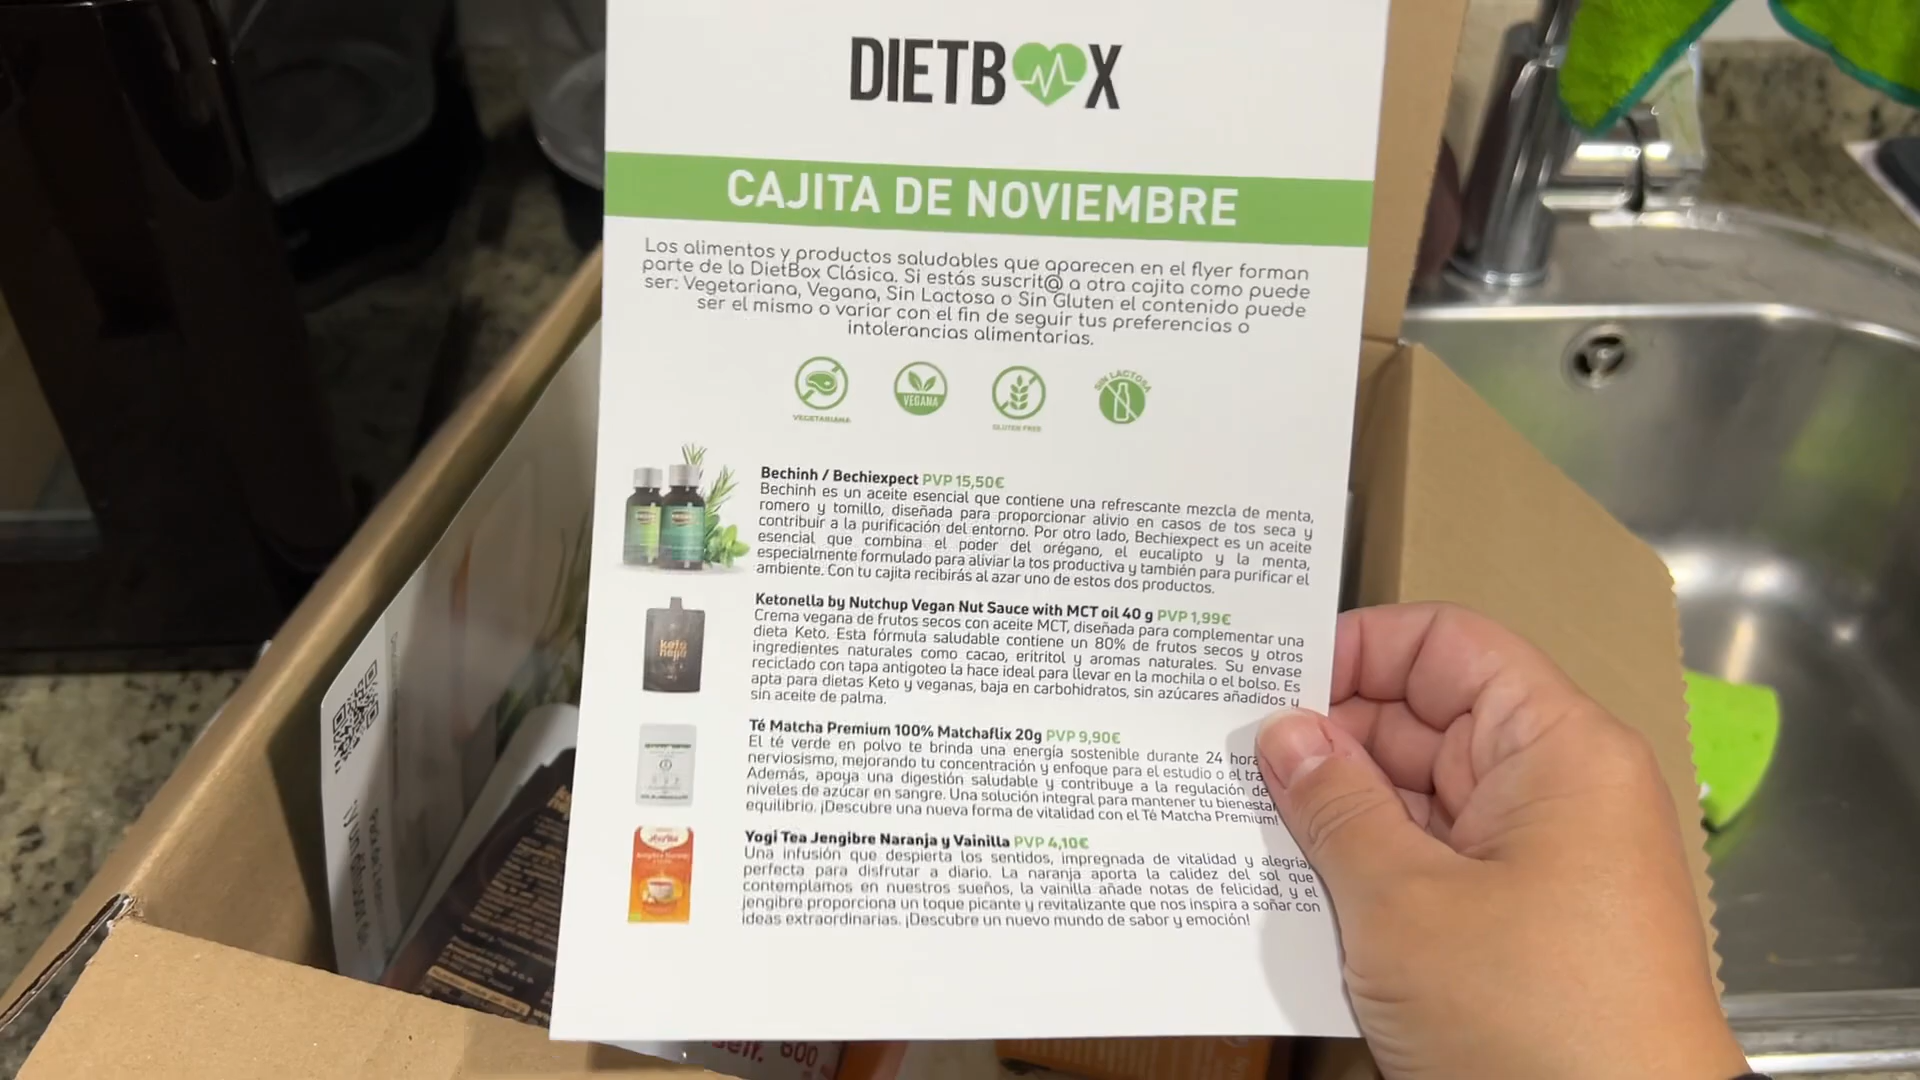 DIETBOX
CAJITA DE NOVIEMBRE
Los alimentos y productos saludables que aparecen en el flyer forman
parte de la DietBox Clásica. Si estás suscrit@ a otra cajita como puede
ser: Vegetariana, Vegana, Sin Lactosa o Sin Gluten el contenido puede
ser el mismo o variar con el fin de seguir tus preferencias o
intolerancias alimentarias.
VEGETARIANA
VEGANA
GLUTEN FREE
SIN LACTOSA
Bechinh / Bechiexpect PVP 15,50€
Bechinh es un aceite esencial que contiene una refrescante mezcla de menta,
romero y tomillo, diseñada para proporcionar alivio en casos de tos seca y
contribuir a la purificación del entorno. Por otro lado, Bechiexpect es un aceite
esencial que combina el poder del orégano, el eucalipto y la menta,
especialmente formulado para aliviar la tos productiva y también para purificar el
ambiente. Con tu cajita recibirás al azar uno de estos dos productos.
Ketonella by Nutchup Vegan Nut Sauce with MCT oil 40 g PVP 1,99€
Crema vegana de frutos secos con aceite MCT, diseñada para complementar una
dieta Keto. Esta fórmula saludable contiene un 80% de frutos secos y otros
ingredientes naturales como cacao, eritritol y aromas naturales. Su envase
reciclado con tapa antigoteo la hace ideal para llevar en la mochila o el bolso. Es
apta para dietas Keto y veganas, baja en carbohidratos, sin azúcares añadidos y
sin aceite de palma.
keto
nella
Té Matcha Premium 100% Matchaflix 20g PVP 9,90€
El té verde en polvo te brinda una energía sostenible durante 24 hora
nerviosismo, mejorando tu concentración y enfoque para el estudio o el tra
Además, apoya una digestión saludable y contribuye a la regulación de
niveles de azúcar en sangre. Una solución integral para mantener tu bienestar
equilibrio. ¡Descubre una nueva forma de vitalidad con el Té Matcha Premium!
Yogi Tea Jengibre Naranja y Vainilla PVP 4,10€
Una infusión que despierta los sentidos, impregnada de vitalidad y alegría,
perfecta para disfrutar a diario. La naranja aporta la calidez del sol que
contemplamos en nuestros sueños, la vainilla añade notas de felicidad, y el
jengibre proporciona un toque picante y revitalizante que nos inspira a soñar con
ideas extraordinarias. ¡Descubre un nuevo mundo de sabor y emoción!
600